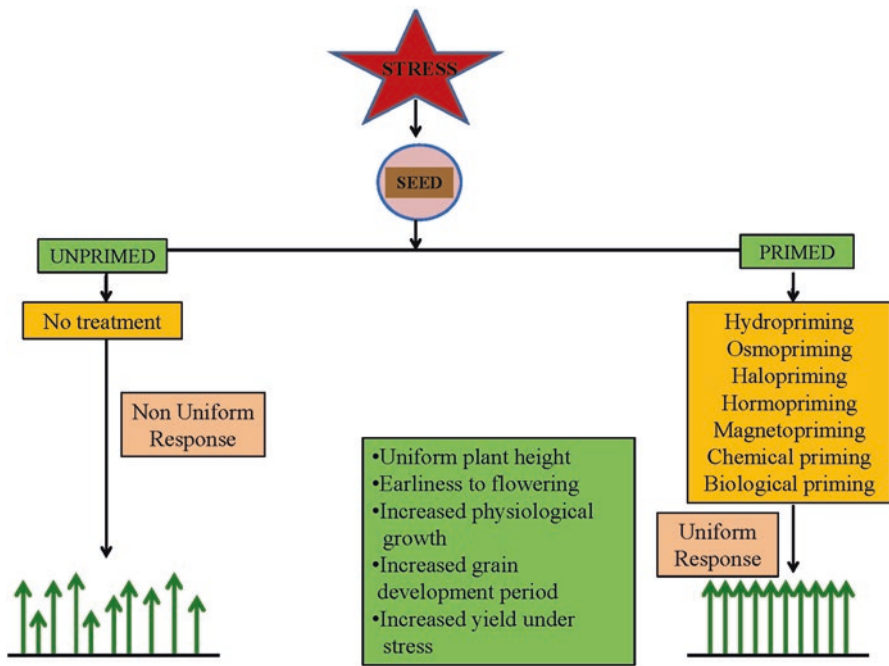 STRESS
SEED
UNPRIMED
PRIMED
No treatment
Hydropriming
Osmopriming
Halopriming
Hormopriming
Magnetopriming
Chemical priming
Biological priming
Non Uniform
Response
•Uniform plant height
•Earliness to flowering
•Increased physiological
growth
•Increased grain
development period
•Increased yield under
stress
Uniform
Response